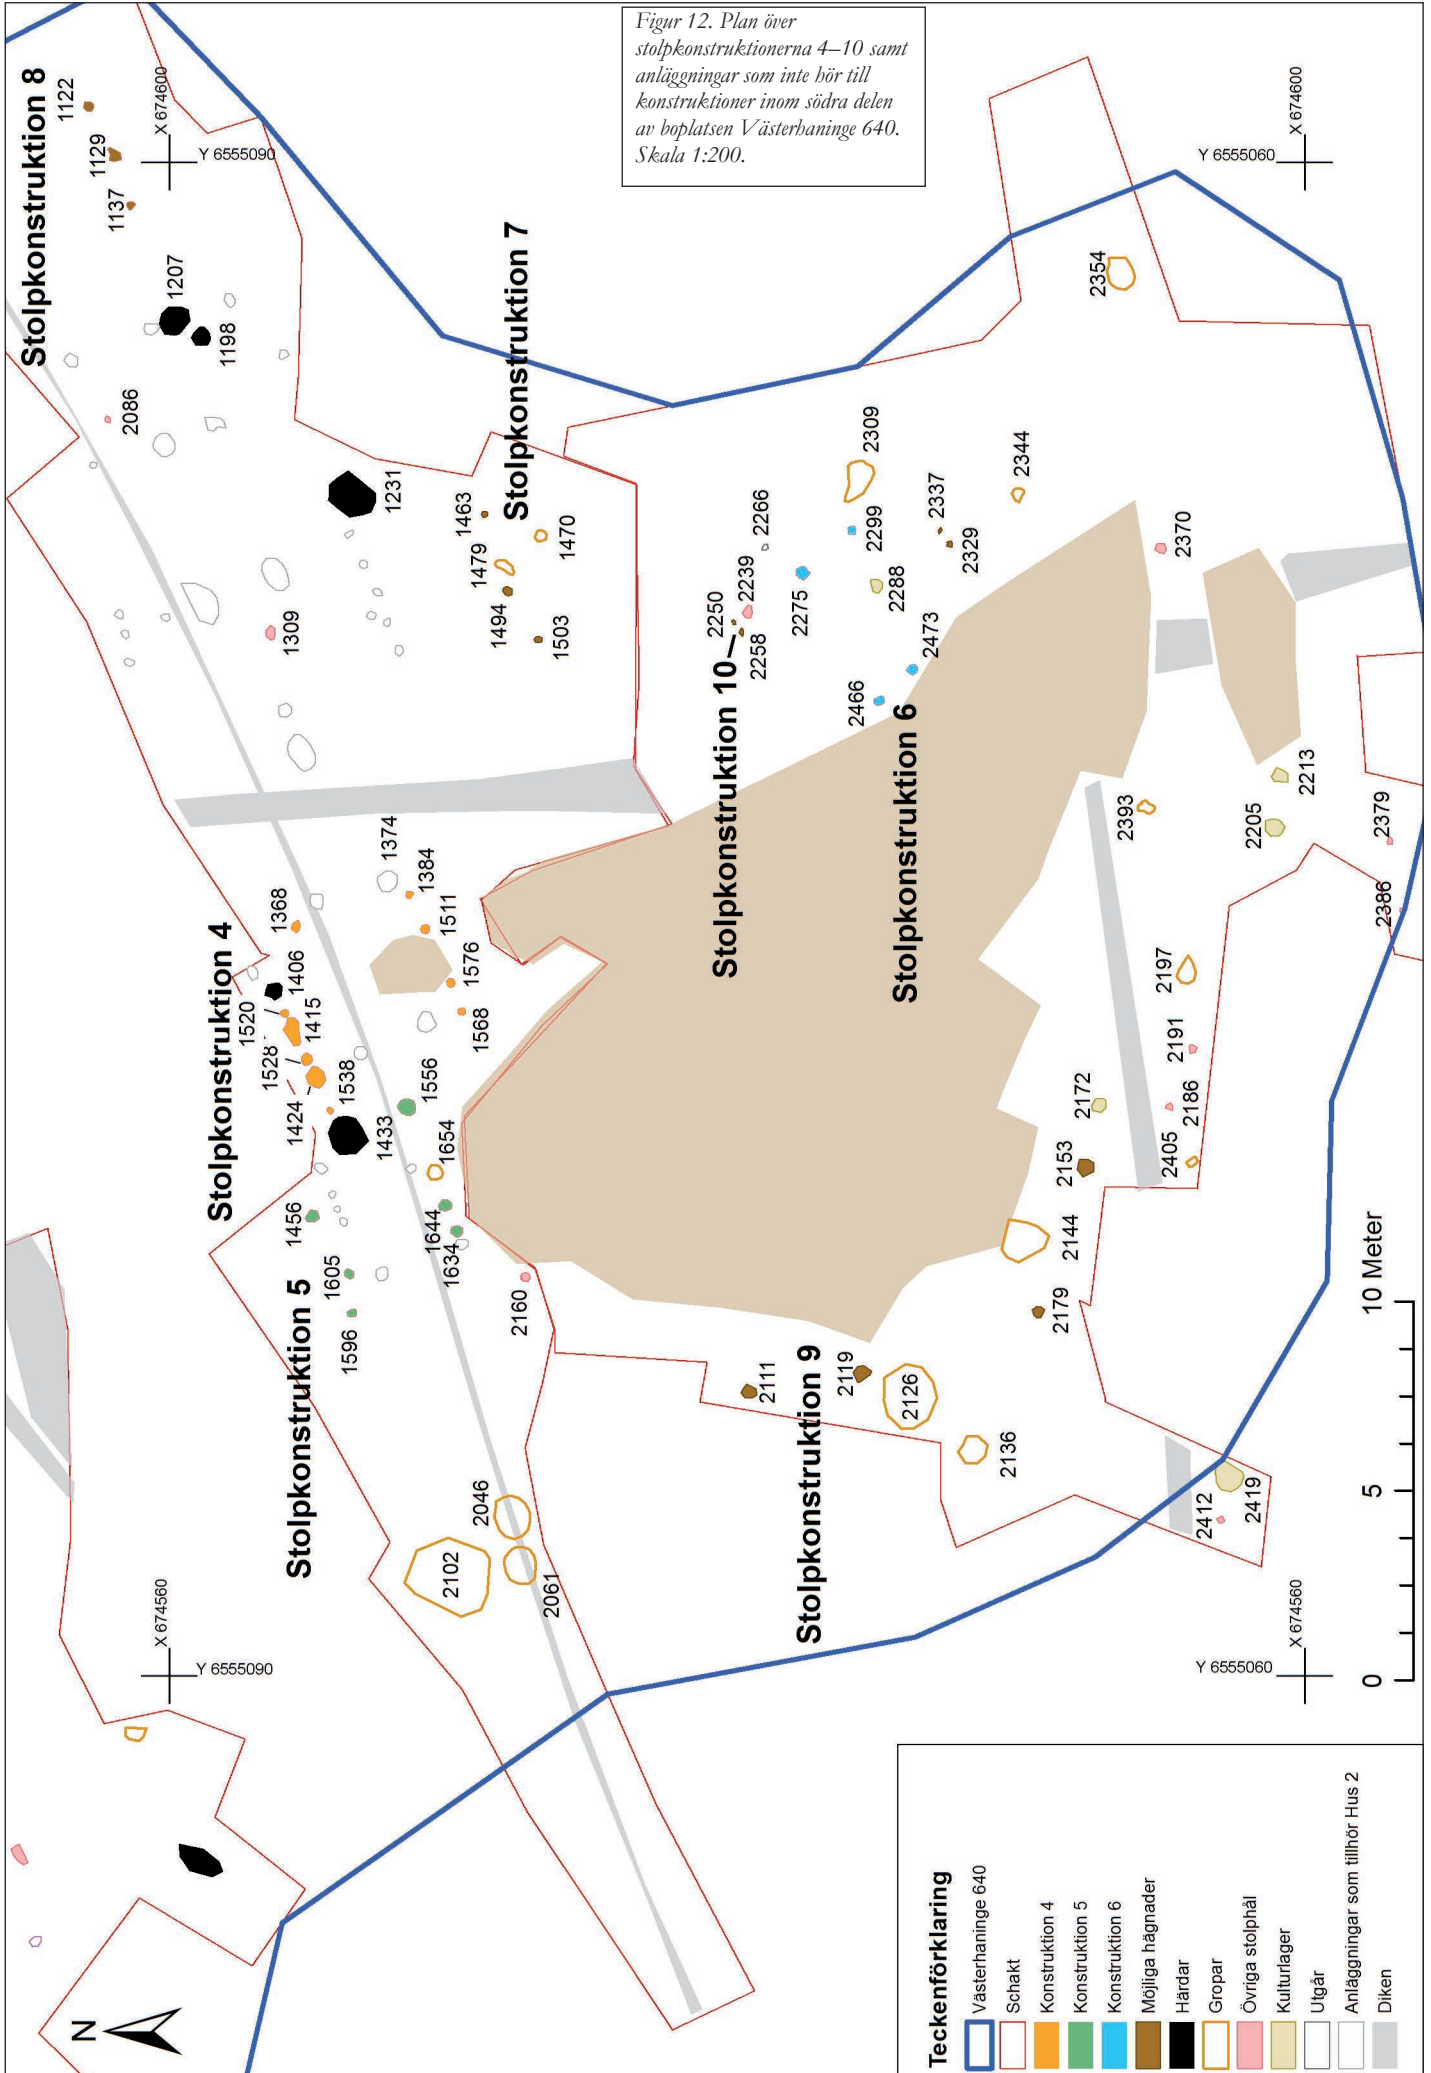 Figur 12. Plan över
stolpkonstruktionerna 4–10 samt
anläggningar som inte hör till
konstruktioner inom södra delen
av boplatsen Västerhaninge 640.
Skala 1:200.
Stolpkonstruktion 8
1122
1129
1137
X 674600
Y 6555090
1207
1198
2086
1231
1309
Stolpkonstruktion 7
1463
1479
1470
1494
1503
Y 6555060
X 674600
2354
2309
2344
2299
2337
2329
2266
2239
2250
2258
2275
2288
2370
Stolpkonstruktion 10
2473
2466
Stolpkonstruktion 6
2213
2205
2393
2379
2386
2197
2191
2186
2172
2405
2153
2144
2179
Stolpkonstruktion 4
1374
1384
1368
1511
1406
1576
1520
1415
1568
1528
1538
1556
1424
1433
1654
1456
1644
1634
1605
1596
2160
Stolpkonstruktion 5
2111
2119
2126
2136
Stolpkonstruktion 9
2046
2102
2061
2412
2419
X 674560
Y 6555090
X 674560
Y 6555060
0
5
10 Meter
N
Teckenförklaring
Västerhaninge 640
Schakt
Konstruktion 4
Konstruktion 5
Konstruktion 6
Möjliga hägnader
Härdar
Gropar
Övriga stolphål
Kulturlager
Utgår
Anläggningar som tillhör Hus 2
Diken